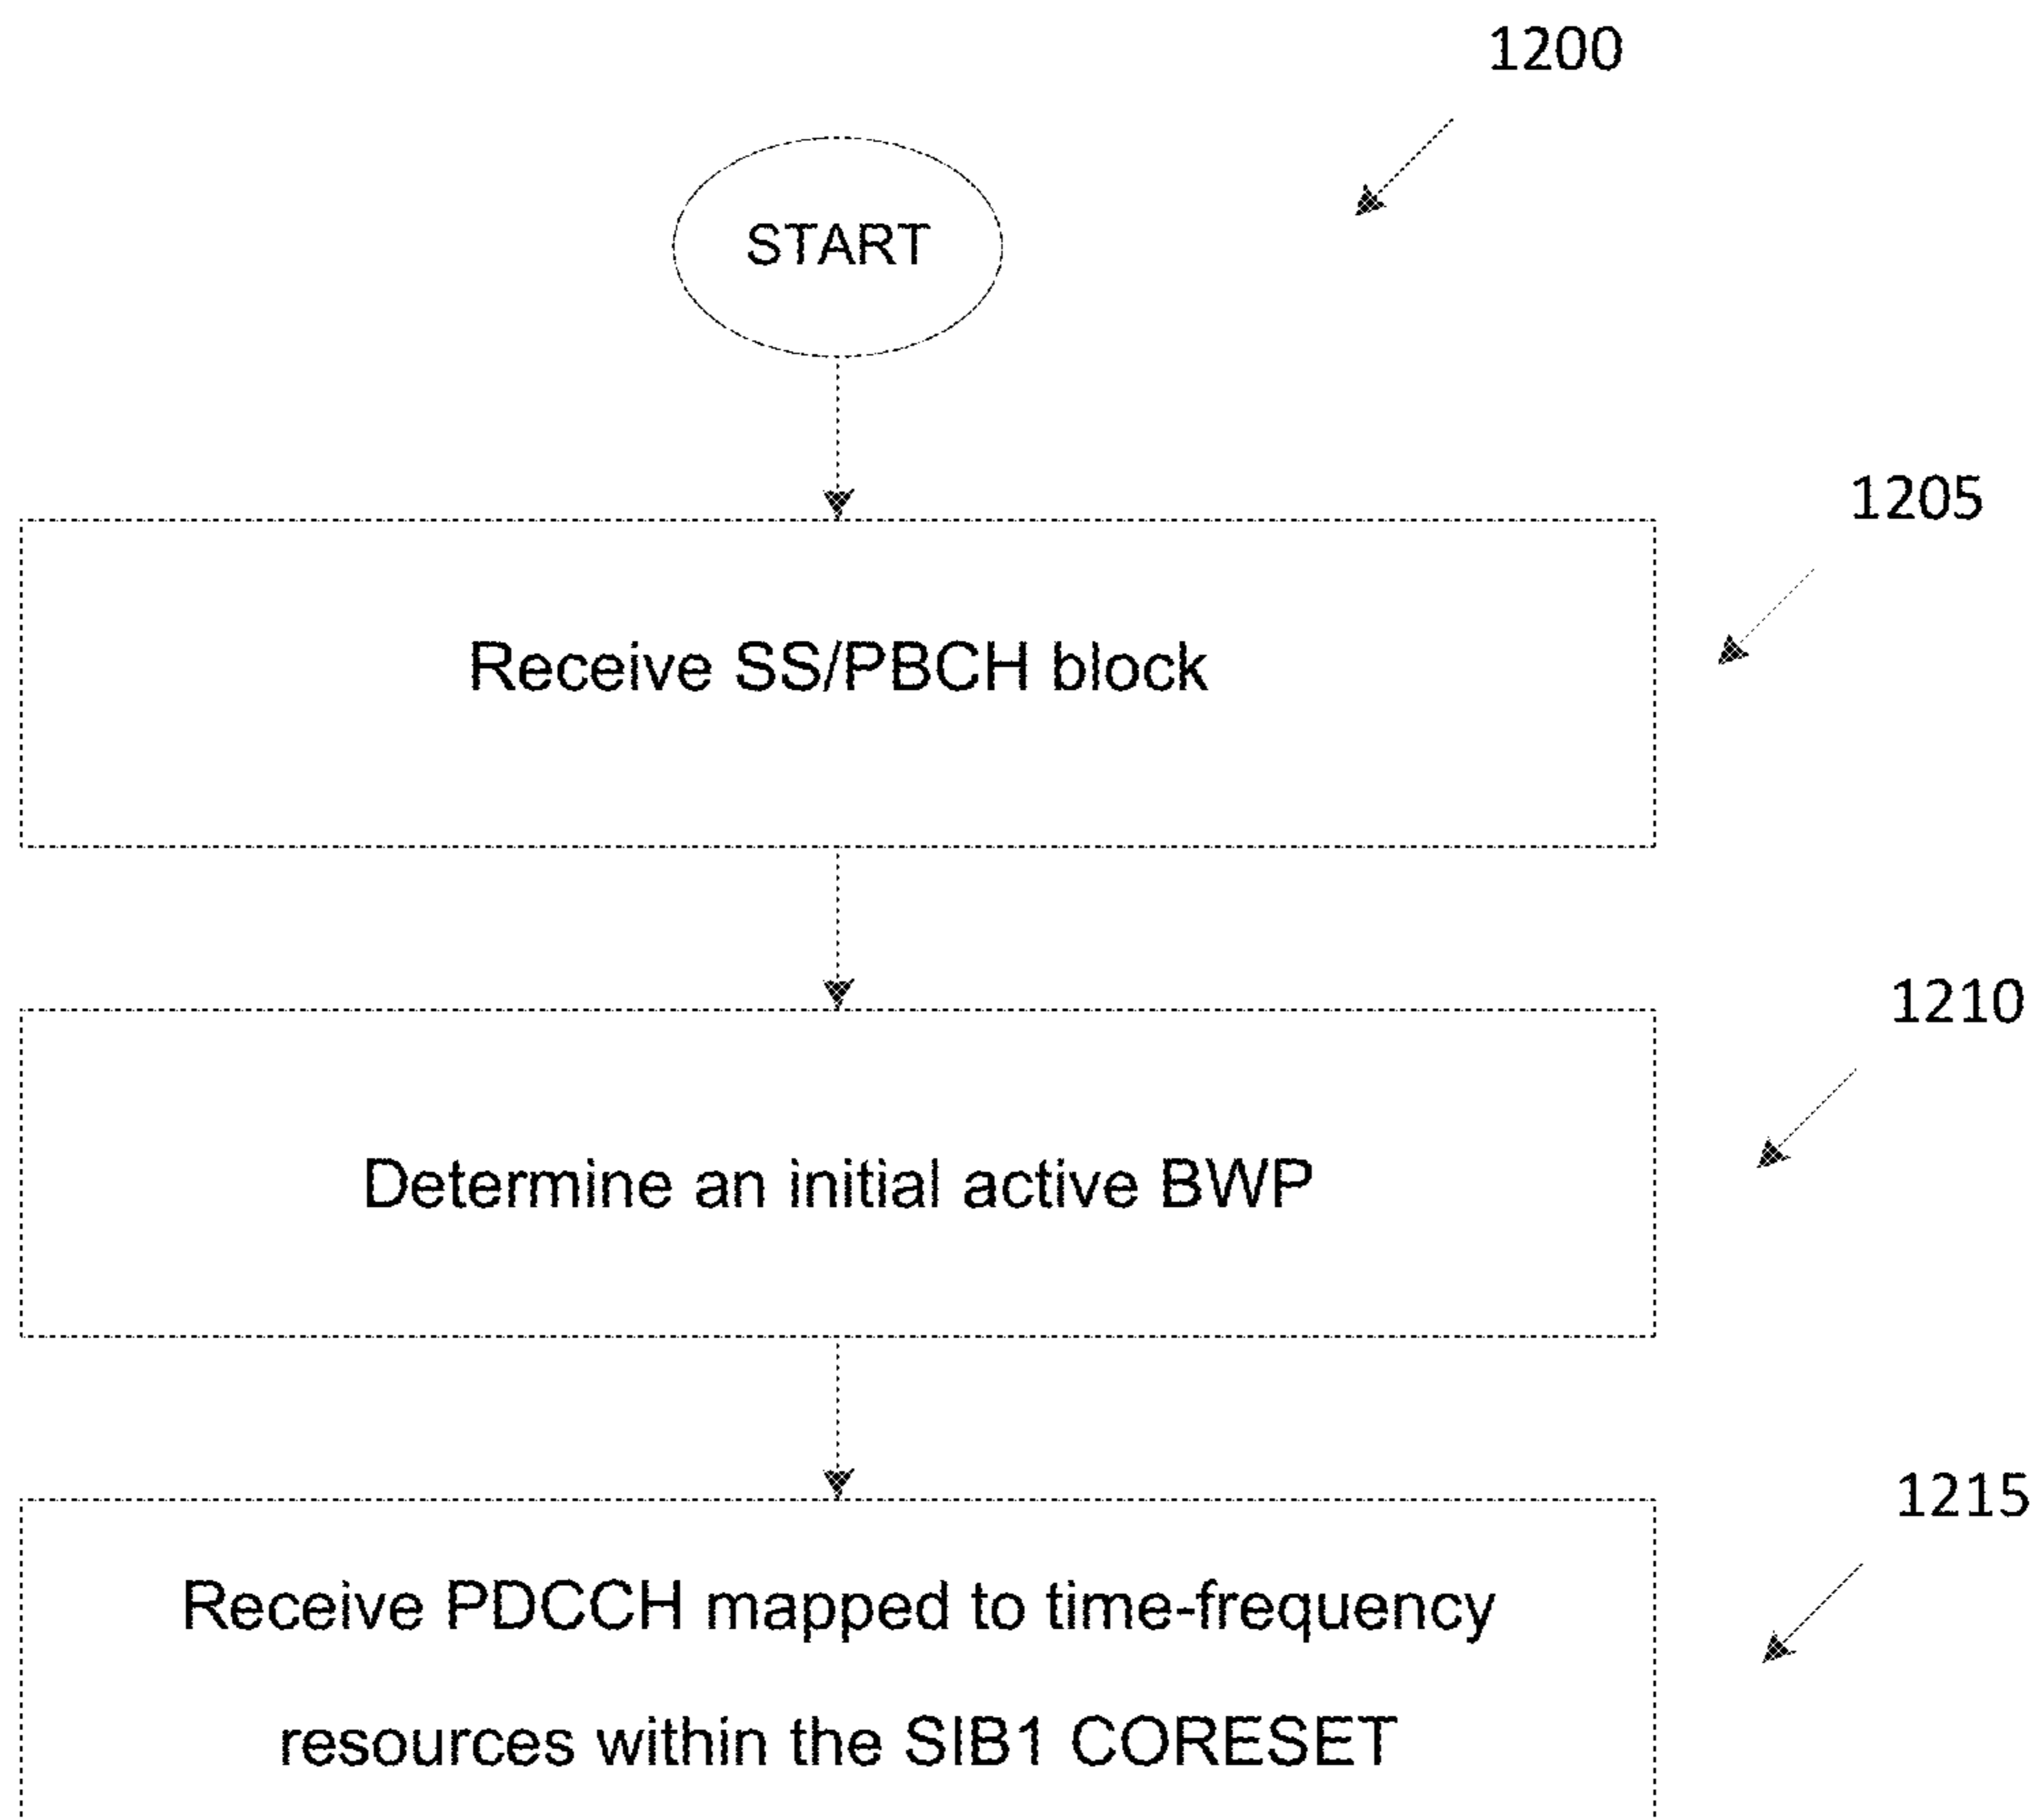 1200
START
1205
Receive SS/PBCH block
1210
Determine an initial active BWP
1215
Receive PDCCH mapped to time-frequency
resources within the SIB1 CORESET